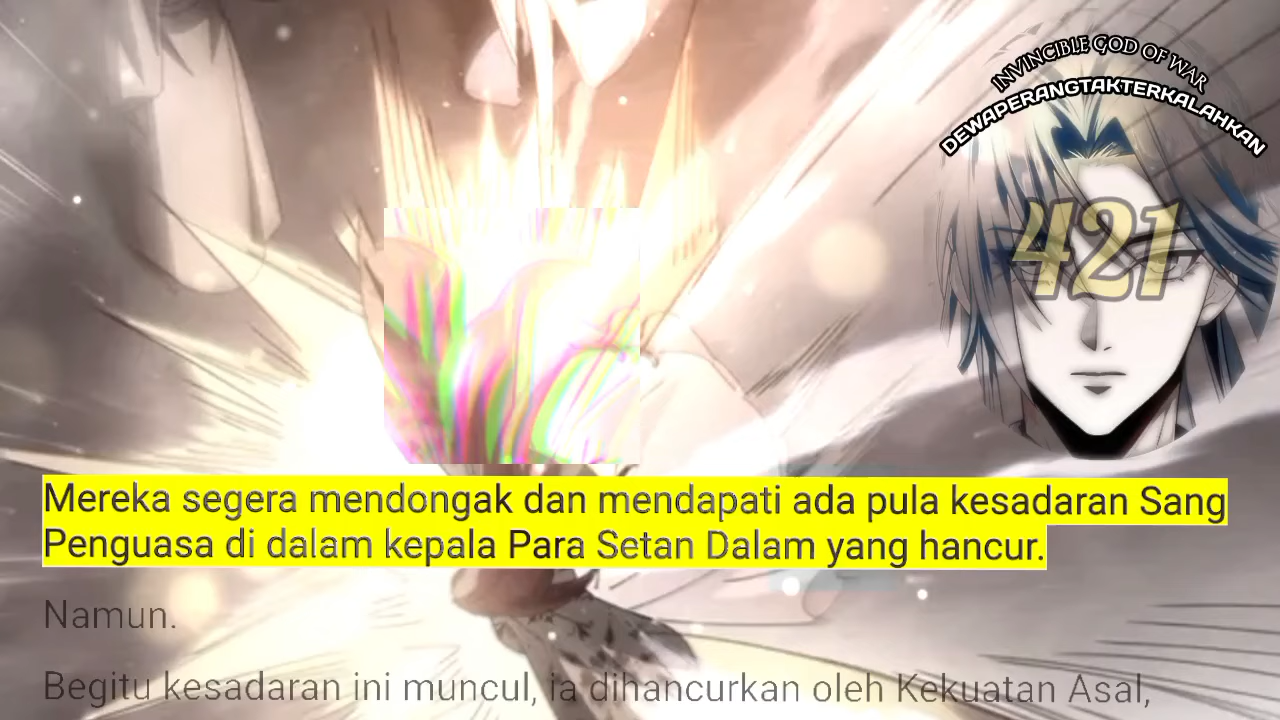 INVINCIBLE GOD OF WAR
DEWAPERANGTAKTERKALAHKAN
421
Mereka segera mendongak dan mendapati ada pula kesadaran Sang
Penguasa di dalam kepala Para Setan Dalam yang hancur.
Namun.
Begitu kesadaran ini muncul, ia dihancurkan oleh Kekuatan Asal,